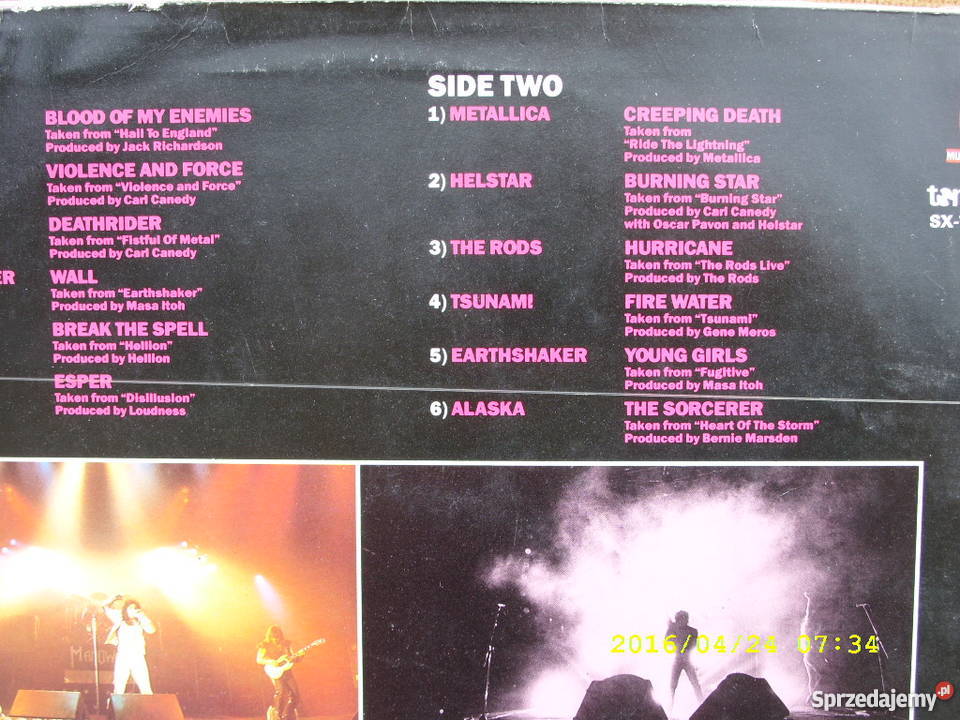 BLOOD OF MY ENEMIES
Taken from "Hail To England"
Produced by Jack Richardson
VIOLENCE AND FORCE
Taken from "Violence and Force"
Produced by Carl Canedy
DEATHRIDER
Taken from "Fistful Of Metal"
Produced by Carl Canedy
ER WALL
Taken from "Earthshaker"
Produced by Masa Itoh
BREAK THE SPELL
Taken from "Hellion"
Produced by Hellion
ESPER
Taken from "Disillusion"
Produced by Loudness
SIDE TWO
1) METALLICA CREEPING DEATH
Taken from
"Ride The Lightning"
Produced by Metallica
2) HELSTAR BURNING STAR
Taken from "Burning Star"
Produced by Carl Canedy
with Oscar Pavon and Helstar
3) THE RODS HURRICANE
Taken from "The Rods Live"
Produced by The Rods
4) TSUNAMI FIRE WATER
Taken from "Tsunami"
Produced by Gene Meros
5) EARTHSHAKER YOUNG GIRLS
Taken from "Fugitive"
Produced by Masa Itoh
6) ALASKA THE SORCERER
Taken from "Heart Of The Storm"
Produced by Bernie Marsden
SX-
2016/04/24 07:34
Sprzedajemy.pl